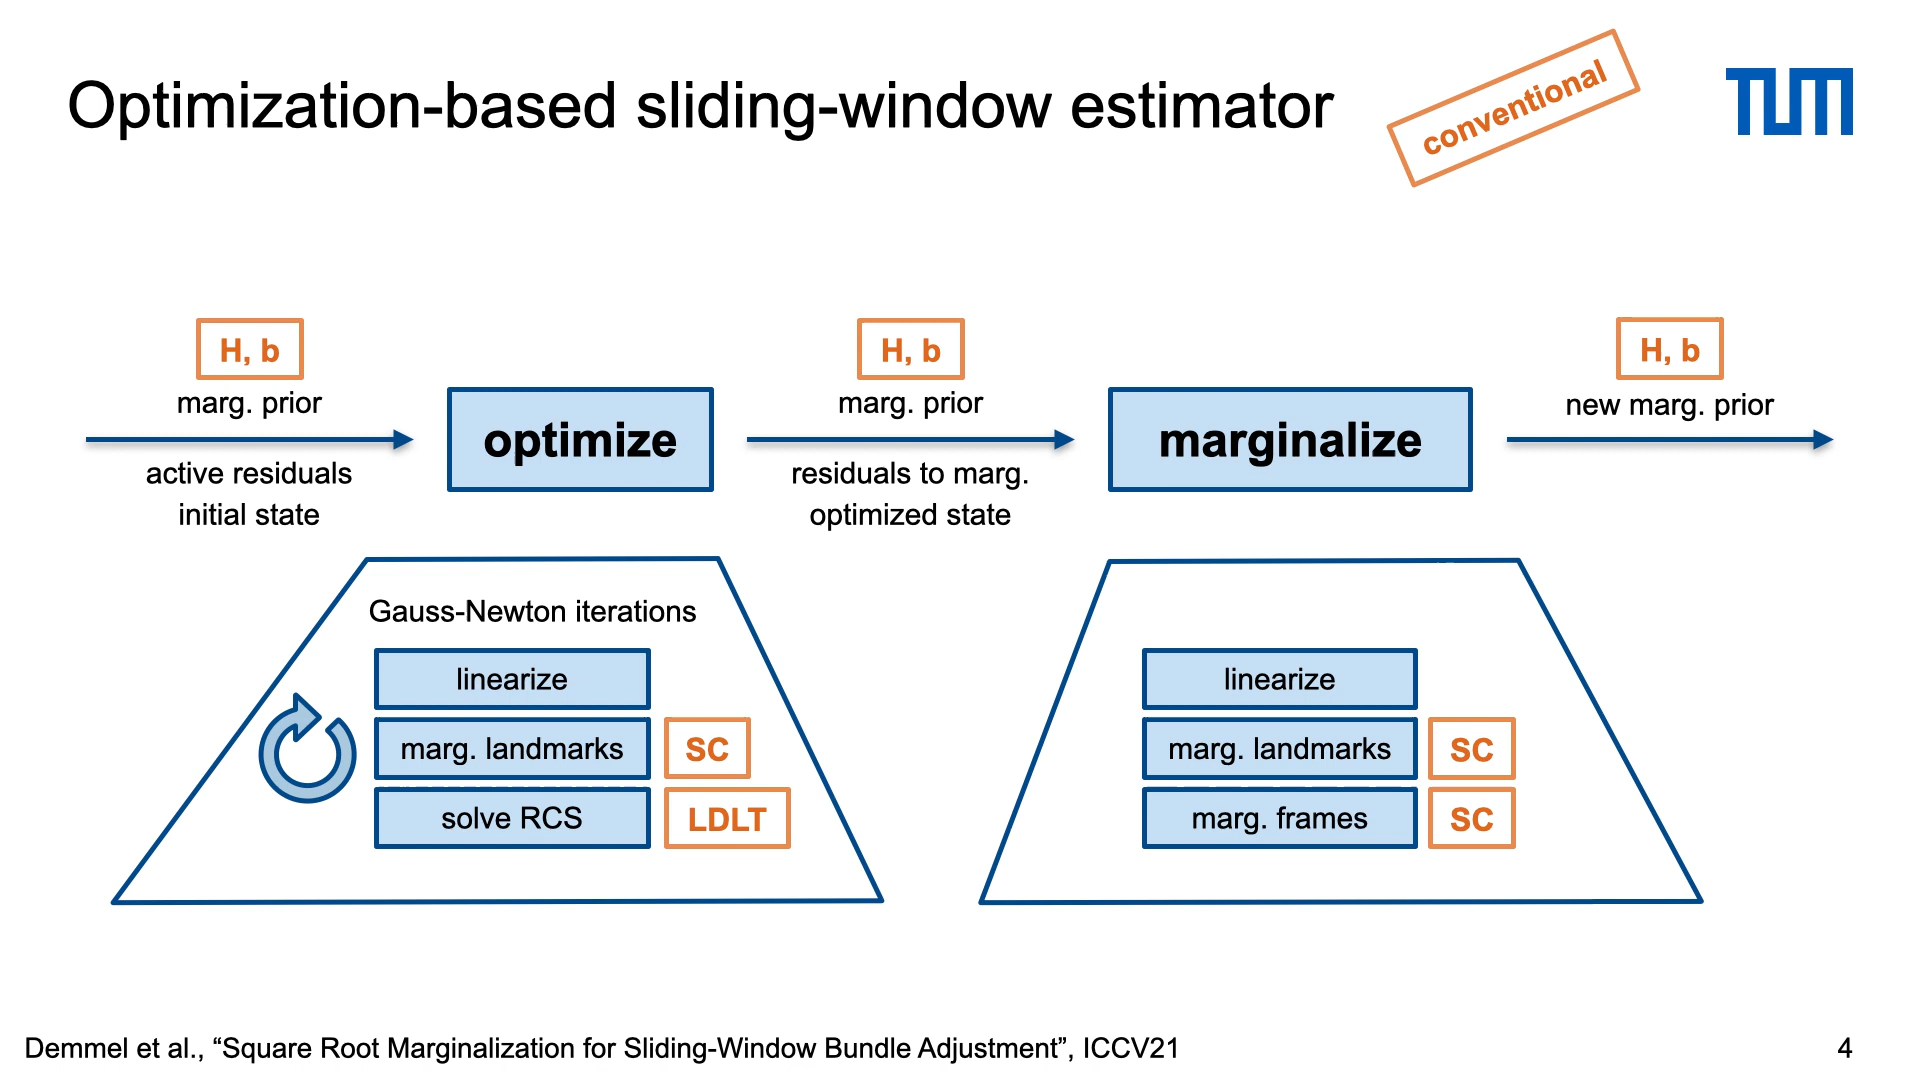 Optimization-based sliding-window estimator
conventional
TUM
H, b
marg. prior
active residuals
initial state
optimize
H, b
marg. prior
residuals to marg.
optimized state
marginalize
H, b
new marg. prior
Gauss-Newton iterations
linearize
marg. landmarks
SC
solve RCS
LDLT
linearize
marg. landmarks
SC
marg. frames
SC
Demmel et al., “Square Root Marginalization for Sliding-Window Bundle Adjustment”, ICCV21
4